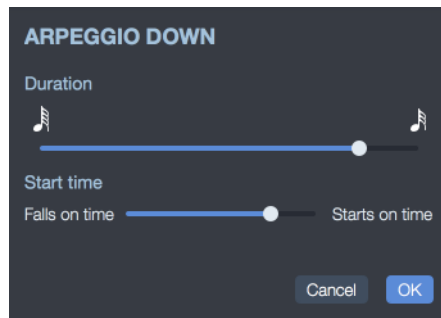 ARPEGGIO DOWN
Duration
Start time
Falls on time Starts on time
Cancel OK